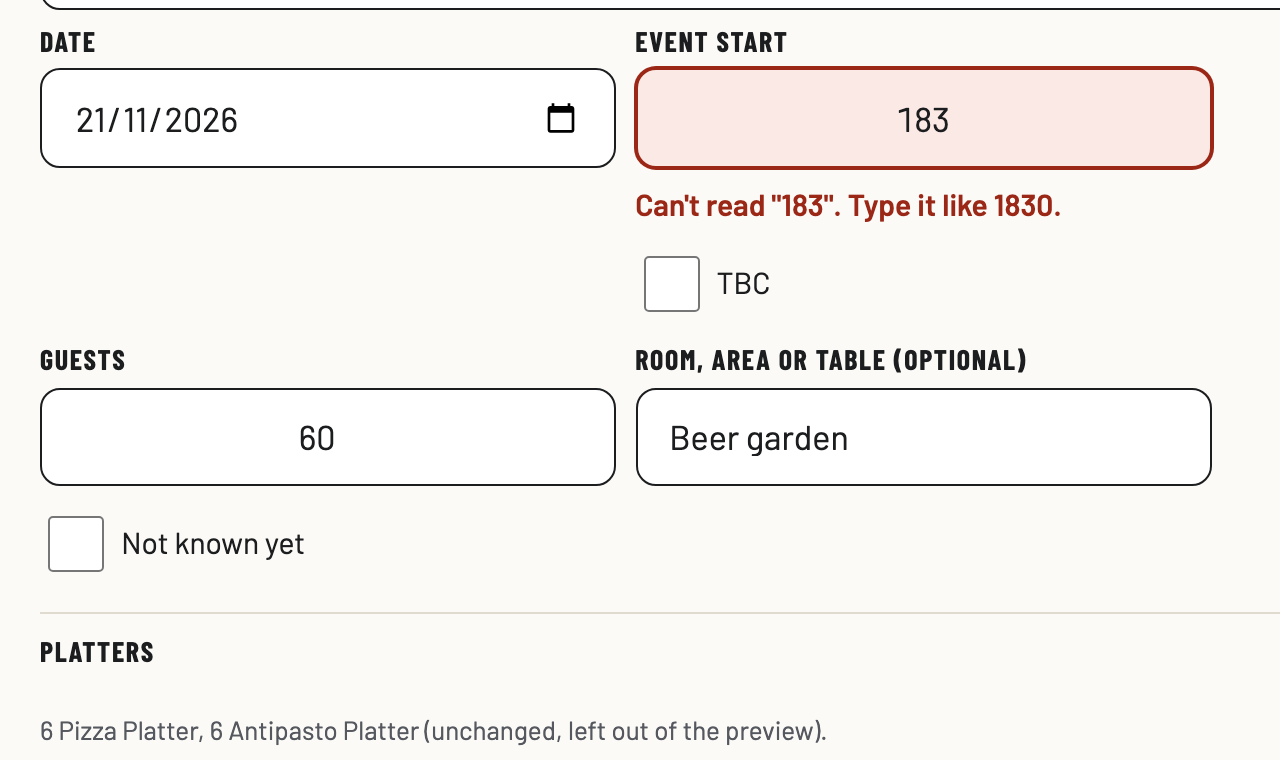 DATE
EVENT START
21/11/2026
183
Can't read "183". Type it like 1830.
TBC
GUESTS
ROOM, AREA OR TABLE (OPTIONAL)
60
Beer garden
Not known yet
PLATTERS
6 Pizza Platter, 6 Antipasto Platter (unchanged, left out of the preview).